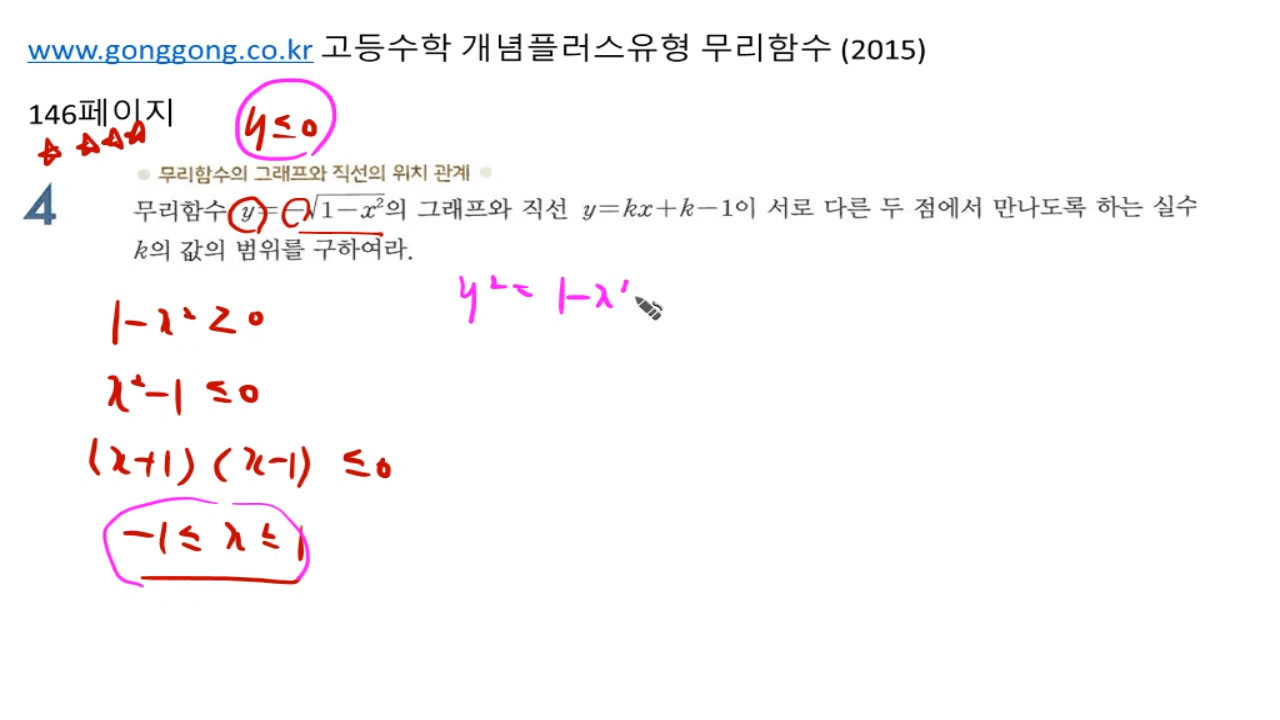 www.gonggong.co.kr 고등수학 개념플러스유형 무리함수 (2015)
146페이지
y ≤ 0
무리함수의 그래프와 직선의 위치 관계
4
무리함수 y=-√1-x²의 그래프와 직선 y=kx+k-1이 서로 다른 두 점에서 만나도록 하는 실수
k의 값의 범위를 구하여라.
y² = 1-x²
1-x² ≥ 0
x²-1 ≤ 0
(x+1) (x-1) ≤ 0
-1 ≤ x ≤ 1